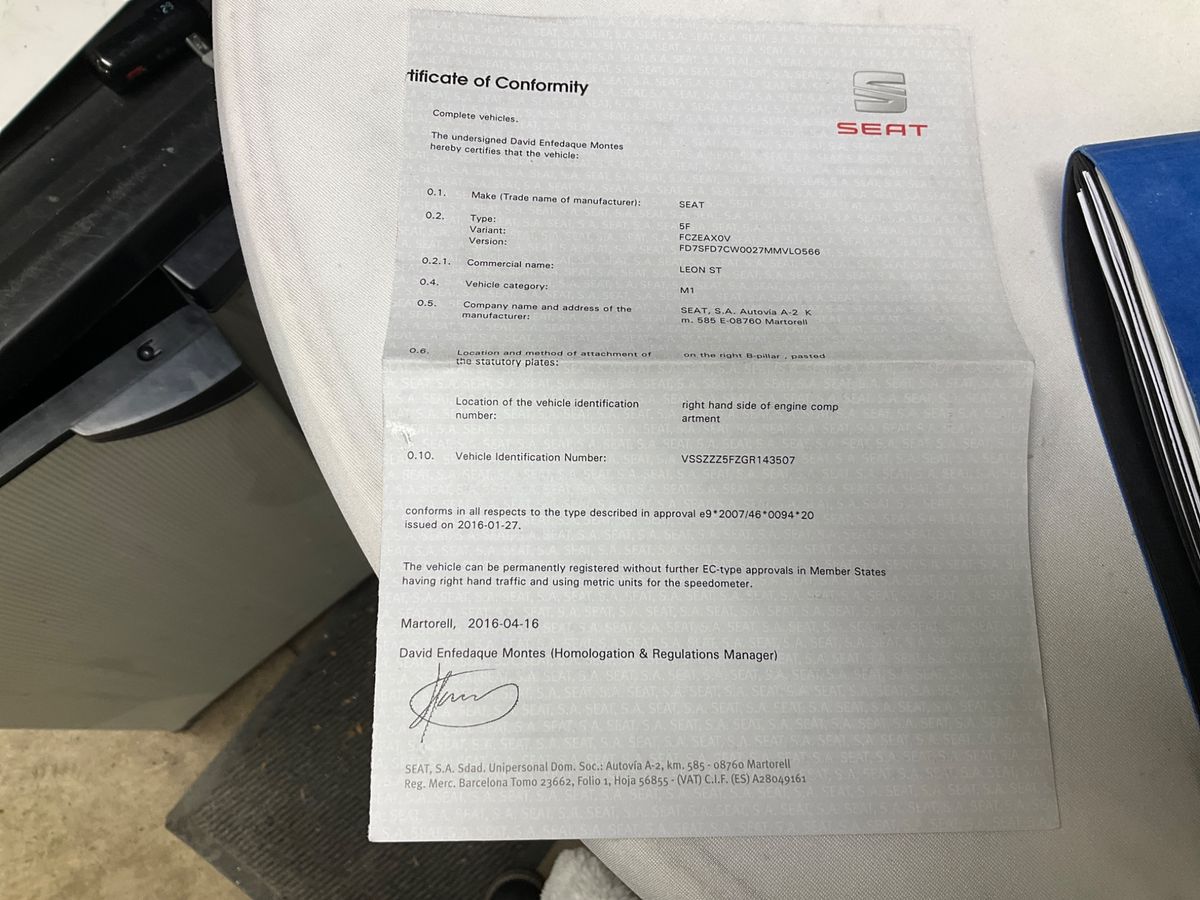 tificate of Conformity
SEAT
Complete vehicles.
The undersigned David Enfedaque Montes
hereby certifies that the vehicle:
0.1. Make (Trade name of manufacturer): SEAT
0.2. Type: 5F
Variant: FCZEAX0V
Version: FD7SFD7CW0027MMVLO566
0.2.1. Commercial name: LEON ST
0.4. Vehicle category: M1
0.5. Company name and address of the SEAT, S.A. Autovía A-2 K
manufacturer: m. 585 E-08760 Martorell
0.6. Location and method of attachment of on the right B-pillar , pasted
the statutory plates:
Location of the vehicle identification right hand side of engine comp
number: artment
0.10. Vehicle Identification Number: VSSZZZ5FZGR143507
conforms in all respects to the type described in approval e9*2007/46*0094*20
issued on 2016-01-27.
The vehicle can be permanently registered without further EC-type approvals in Member States
having right hand traffic and using metric units for the speedometer.
Martorell, 2016-04-16
David Enfedaque Montes (Homologation & Regulations Manager)
SEAT, S.A. Sdad. Unipersonal Dom. Soc.: Autovía A-2, km. 585 - 08760 Martorell
Reg. Merc. Barcelona Tomo 23662, Folio 1, Hoja 56855 - (VAT) C.I.F. (ES) A28049161